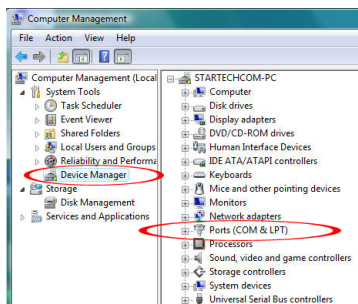 Computer Management
File Action View Help
Computer Management (Local
System Tools
Task Scheduler
Event Viewer
Shared Folders
Local Users and Groups
Reliability and Performa
Device Manager
Storage
Disk Management
Services and Applications
STARTECHCOM-PC
Computer
Disk drives
Display adapters
DVD/CD-ROM drives
Human Interface Devices
IDE ATA/ATAPI controllers
Keyboards
Mice and other pointing devices
Monitors
Network adapters
Ports (COM & LPT)
Processors
Sound, video and game controllers
Storage controllers
System devices
Universal Serial Bus controllers